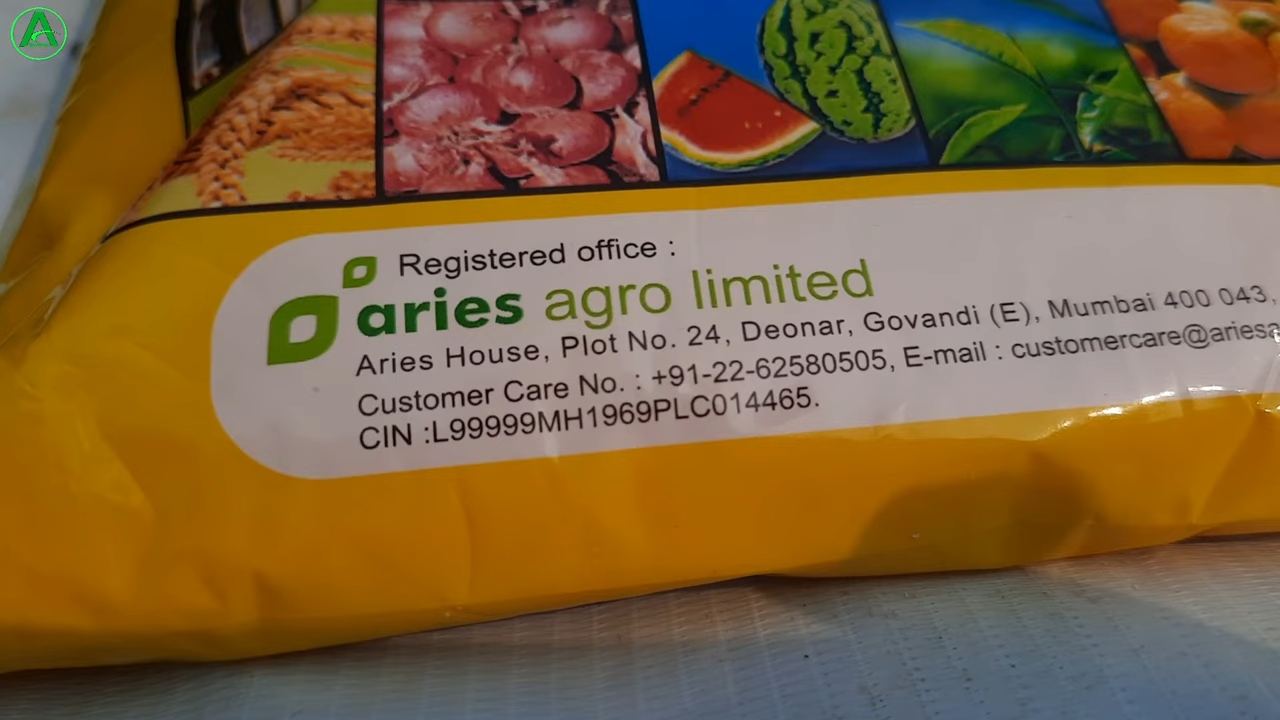 Registered office :
aries agro limited
Aries House, Plot No. 24, Deonar, Govandi (E), Mumbai 400 043,
Customer Care No. : +91-22-62580505, E-mail : customercare@ariesa
CIN :L99999MH1969PLC014465.